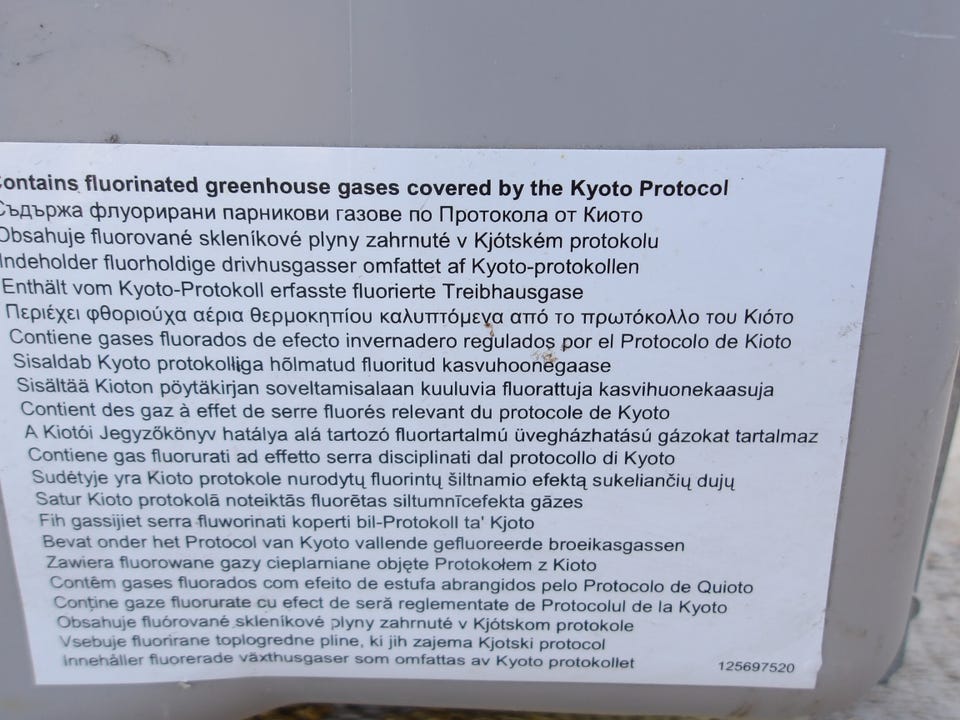 Contains fluorinated greenhouse gases covered by the Kyoto Protocol
Съдържа флуорирани парникови газове по Протокола от Киото
Obsahuje fluorované skleníkové plyny zahrnuté v Kjótském protokolu
Indeholder fluorholdige drivhusgasser omfattet af Kyoto-protokollen
Enthält vom Kyoto-Protokoll erfasste fluorierte Treibhausgase
Περιέχει φθοριούχα αέρια θερμοκηπίου καλυπτόμενα από το πρωτόκολλο του Κιότο
Contiene gases fluorados de efecto invernadero regulados por el Protocolo de Kioto
Sisaldab Kyoto protokolliga hõlmatud fluoritud kasvuhoonegaase
Sisältää Kioton pöytäkirjan soveltamisalaan kuuluvia fluorattuja kasvihuonekaasuja
Contient des gaz à effet de serre fluorés relevant du protocole de Kyoto
A Kiotói Jegyzőkönyv hatálya alá tartozó fluortartalmú üvegházhatású gázokat tartalmaz
Contiene gas fluorurati ad effetto serra disciplinati dal protocollo di Kyoto
Sudėtyje yra Kioto protokole nurodytų fluorintų šiltnamio efektą sukeliančių dujų
Satur Kioto protokolā noteiktās fluorētas siltumnīcefekta gāzes
Fih gassijiet serra fluworinati koperti bil-Protokoll ta' Kjoto
Bevat onder het Protocol van Kyoto vallende gefluoreerde broeikasgassen
Zawiera fluorowane gazy cieplarniane objęte Protokołem z Kioto
Contêm gases fluorados com efeito de estufa abrangidos pelo Protocolo de Quioto
Conţine gaze fluorurate cu efect de seră reglementate de Protocolul de la Kyoto
Obsahuje fluórované skleníkové plyny zahrnuté v Kjótskom protokole
Vsebuje fluorirane toplogredne pline, ki jih zajema Kjotski protocol
Innehåller fluorerade växthusgaser som omfattas av Kyoto protokollet
125697520